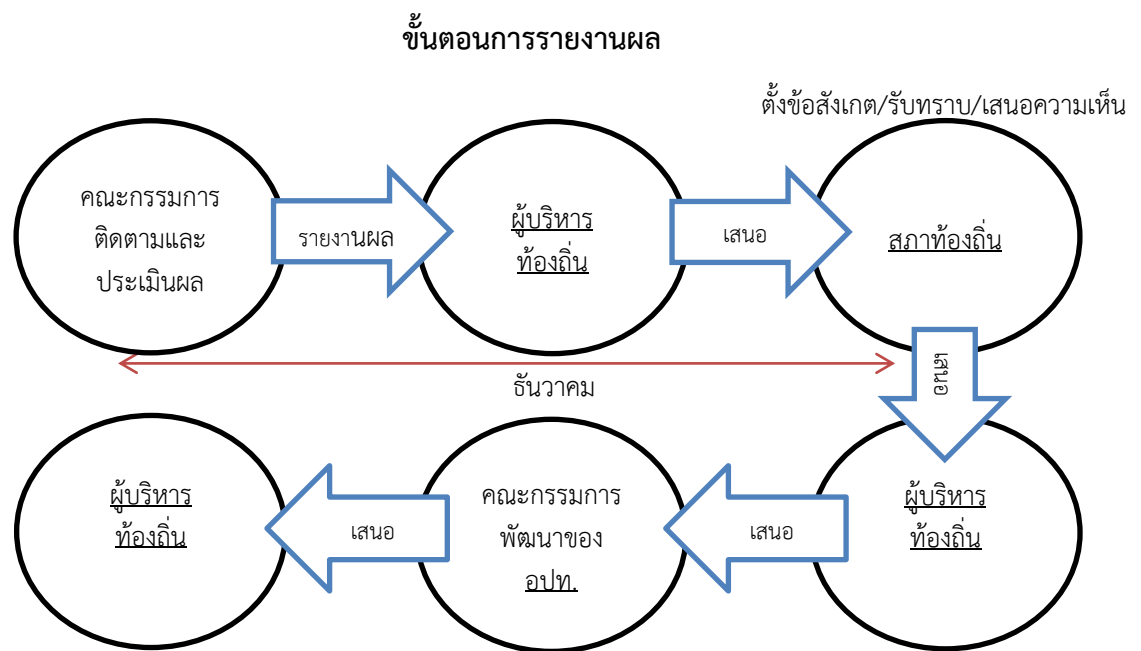 ขั้นตอนการรายงานผล
ตั้งข้อสังเกต/รับทราบ/เสนอความเห็น
คณะกรรมการ
ติดตามและ
ประเมินผล
รายงานผล
ผู้บริหาร
ท้องถิ่น
เสนอ
สภาท้องถิ่น
ธันวาคม
เสนอ
ผู้บริหาร
ท้องถิ่น
เสนอ
คณะกรรมการ
พัฒนาของ
อปท.
เสนอ
ผู้บริหาร
ท้องถิ่น